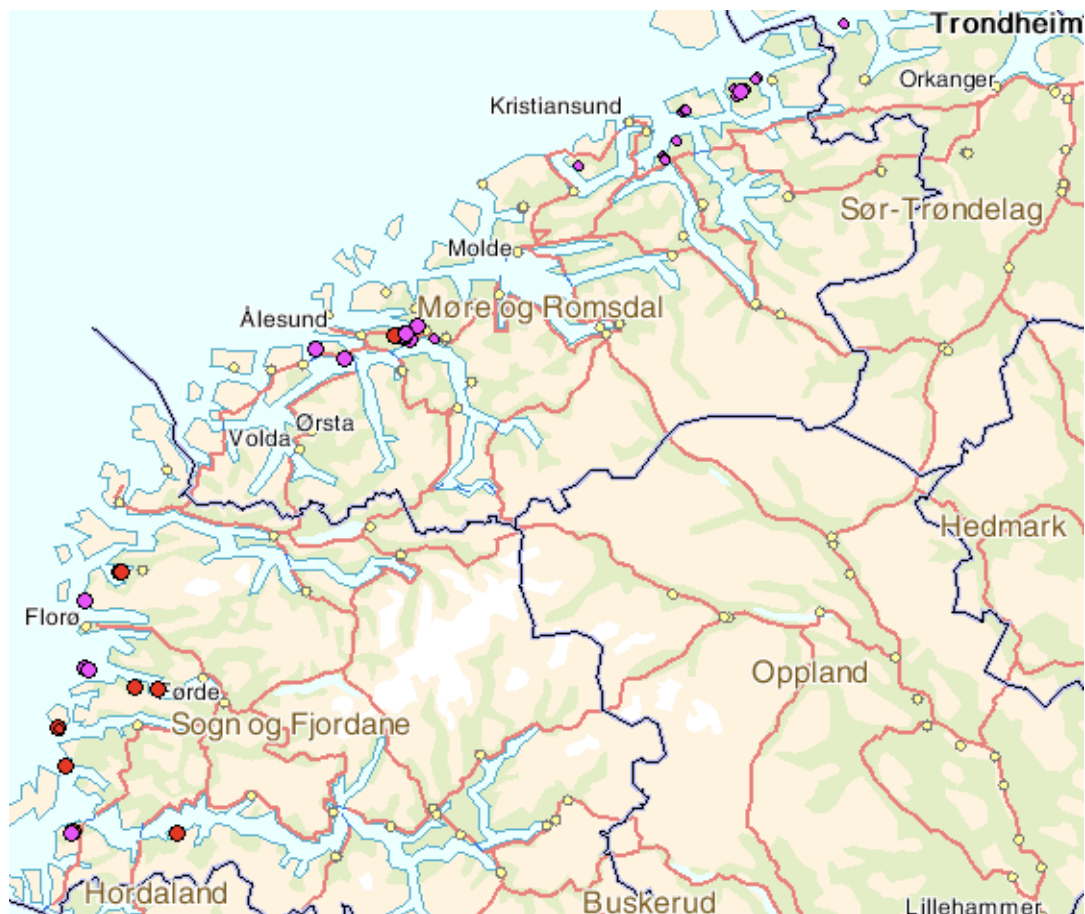 Trondheim
Orkanger
Kristiansund
Sør-Trøndelag
Molde
Møre og Romsdal
Ålesund
Ørsta
Volda
Hedmark
Florø
Oppland
Førde
Sogn og Fjordane
Hordaland
Buskerud
Lillehammer